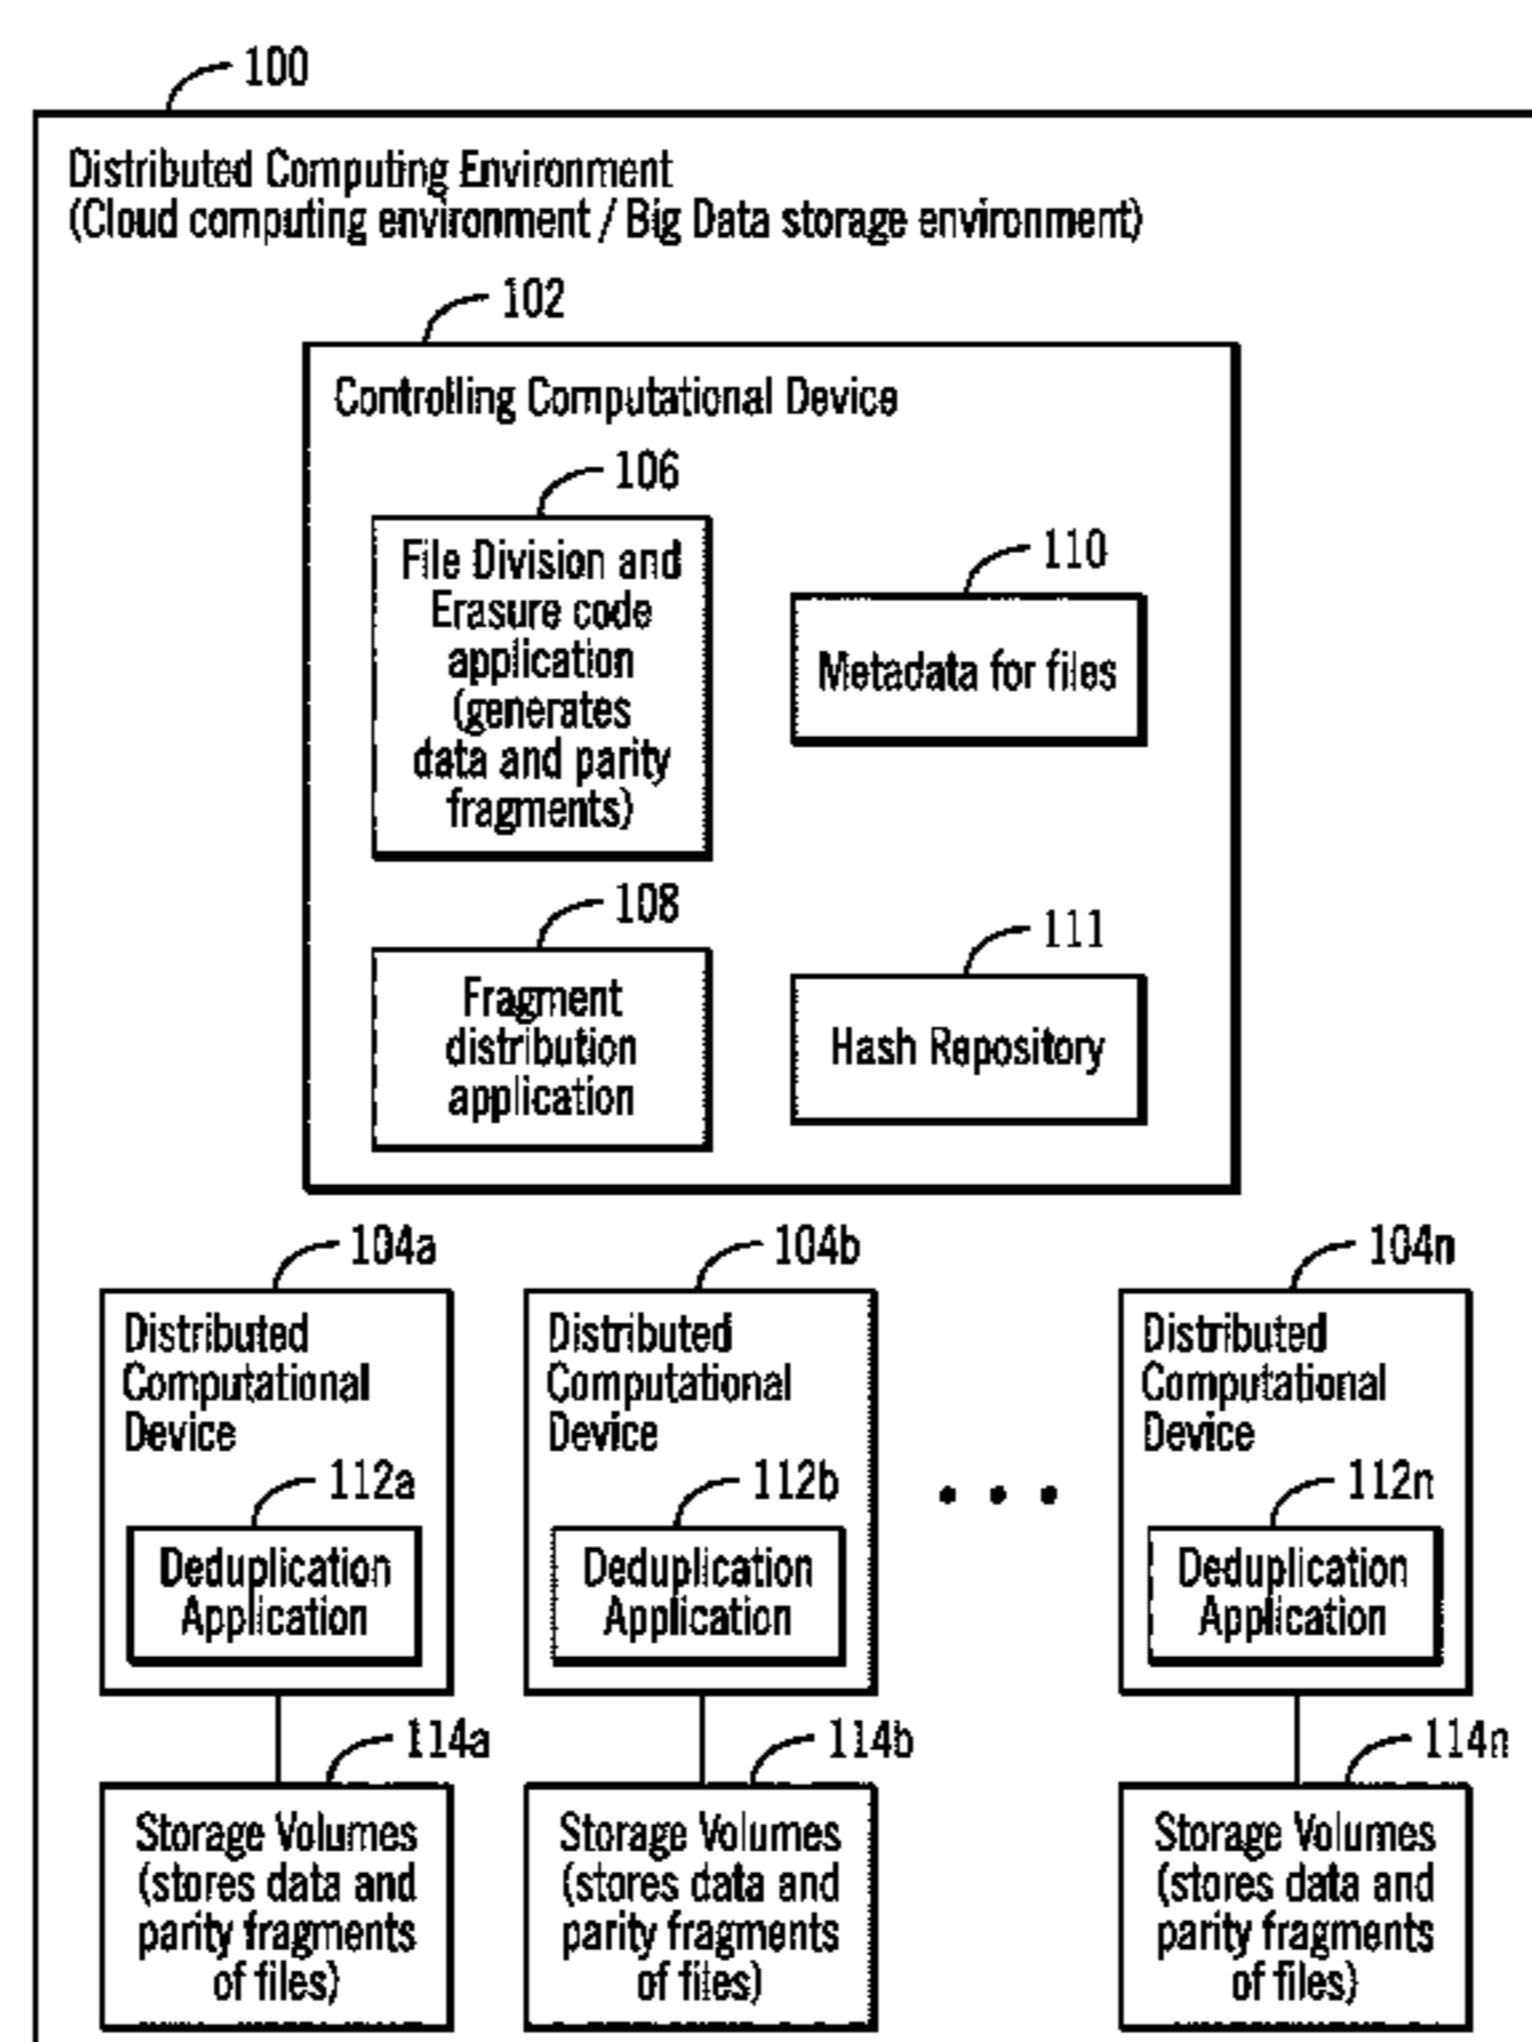 100
Distributed Computing Environment
(Cloud computing environment / Big Data storage environment)
102
Controlling Computational Device
106
File Division and
Erasure code
application
(generates
data and parity
fragments)
110
Metadata for files
108
Fragment
distribution
application
111
Hash Repository
104a
Distributed
Computational
Device
112a
Deduplication
Application
104b
Distributed
Computational
Device
112b
Deduplication
Application
104n
Distributed
Computational
Device
112n
Deduplication
Application
114a
Storage Volumes
(stores data and
parity fragments
of files)
114b
Storage Volumes
(stores data and
parity fragments
of files)
114n
Storage Volumes
(stores data and
parity fragments
of files)